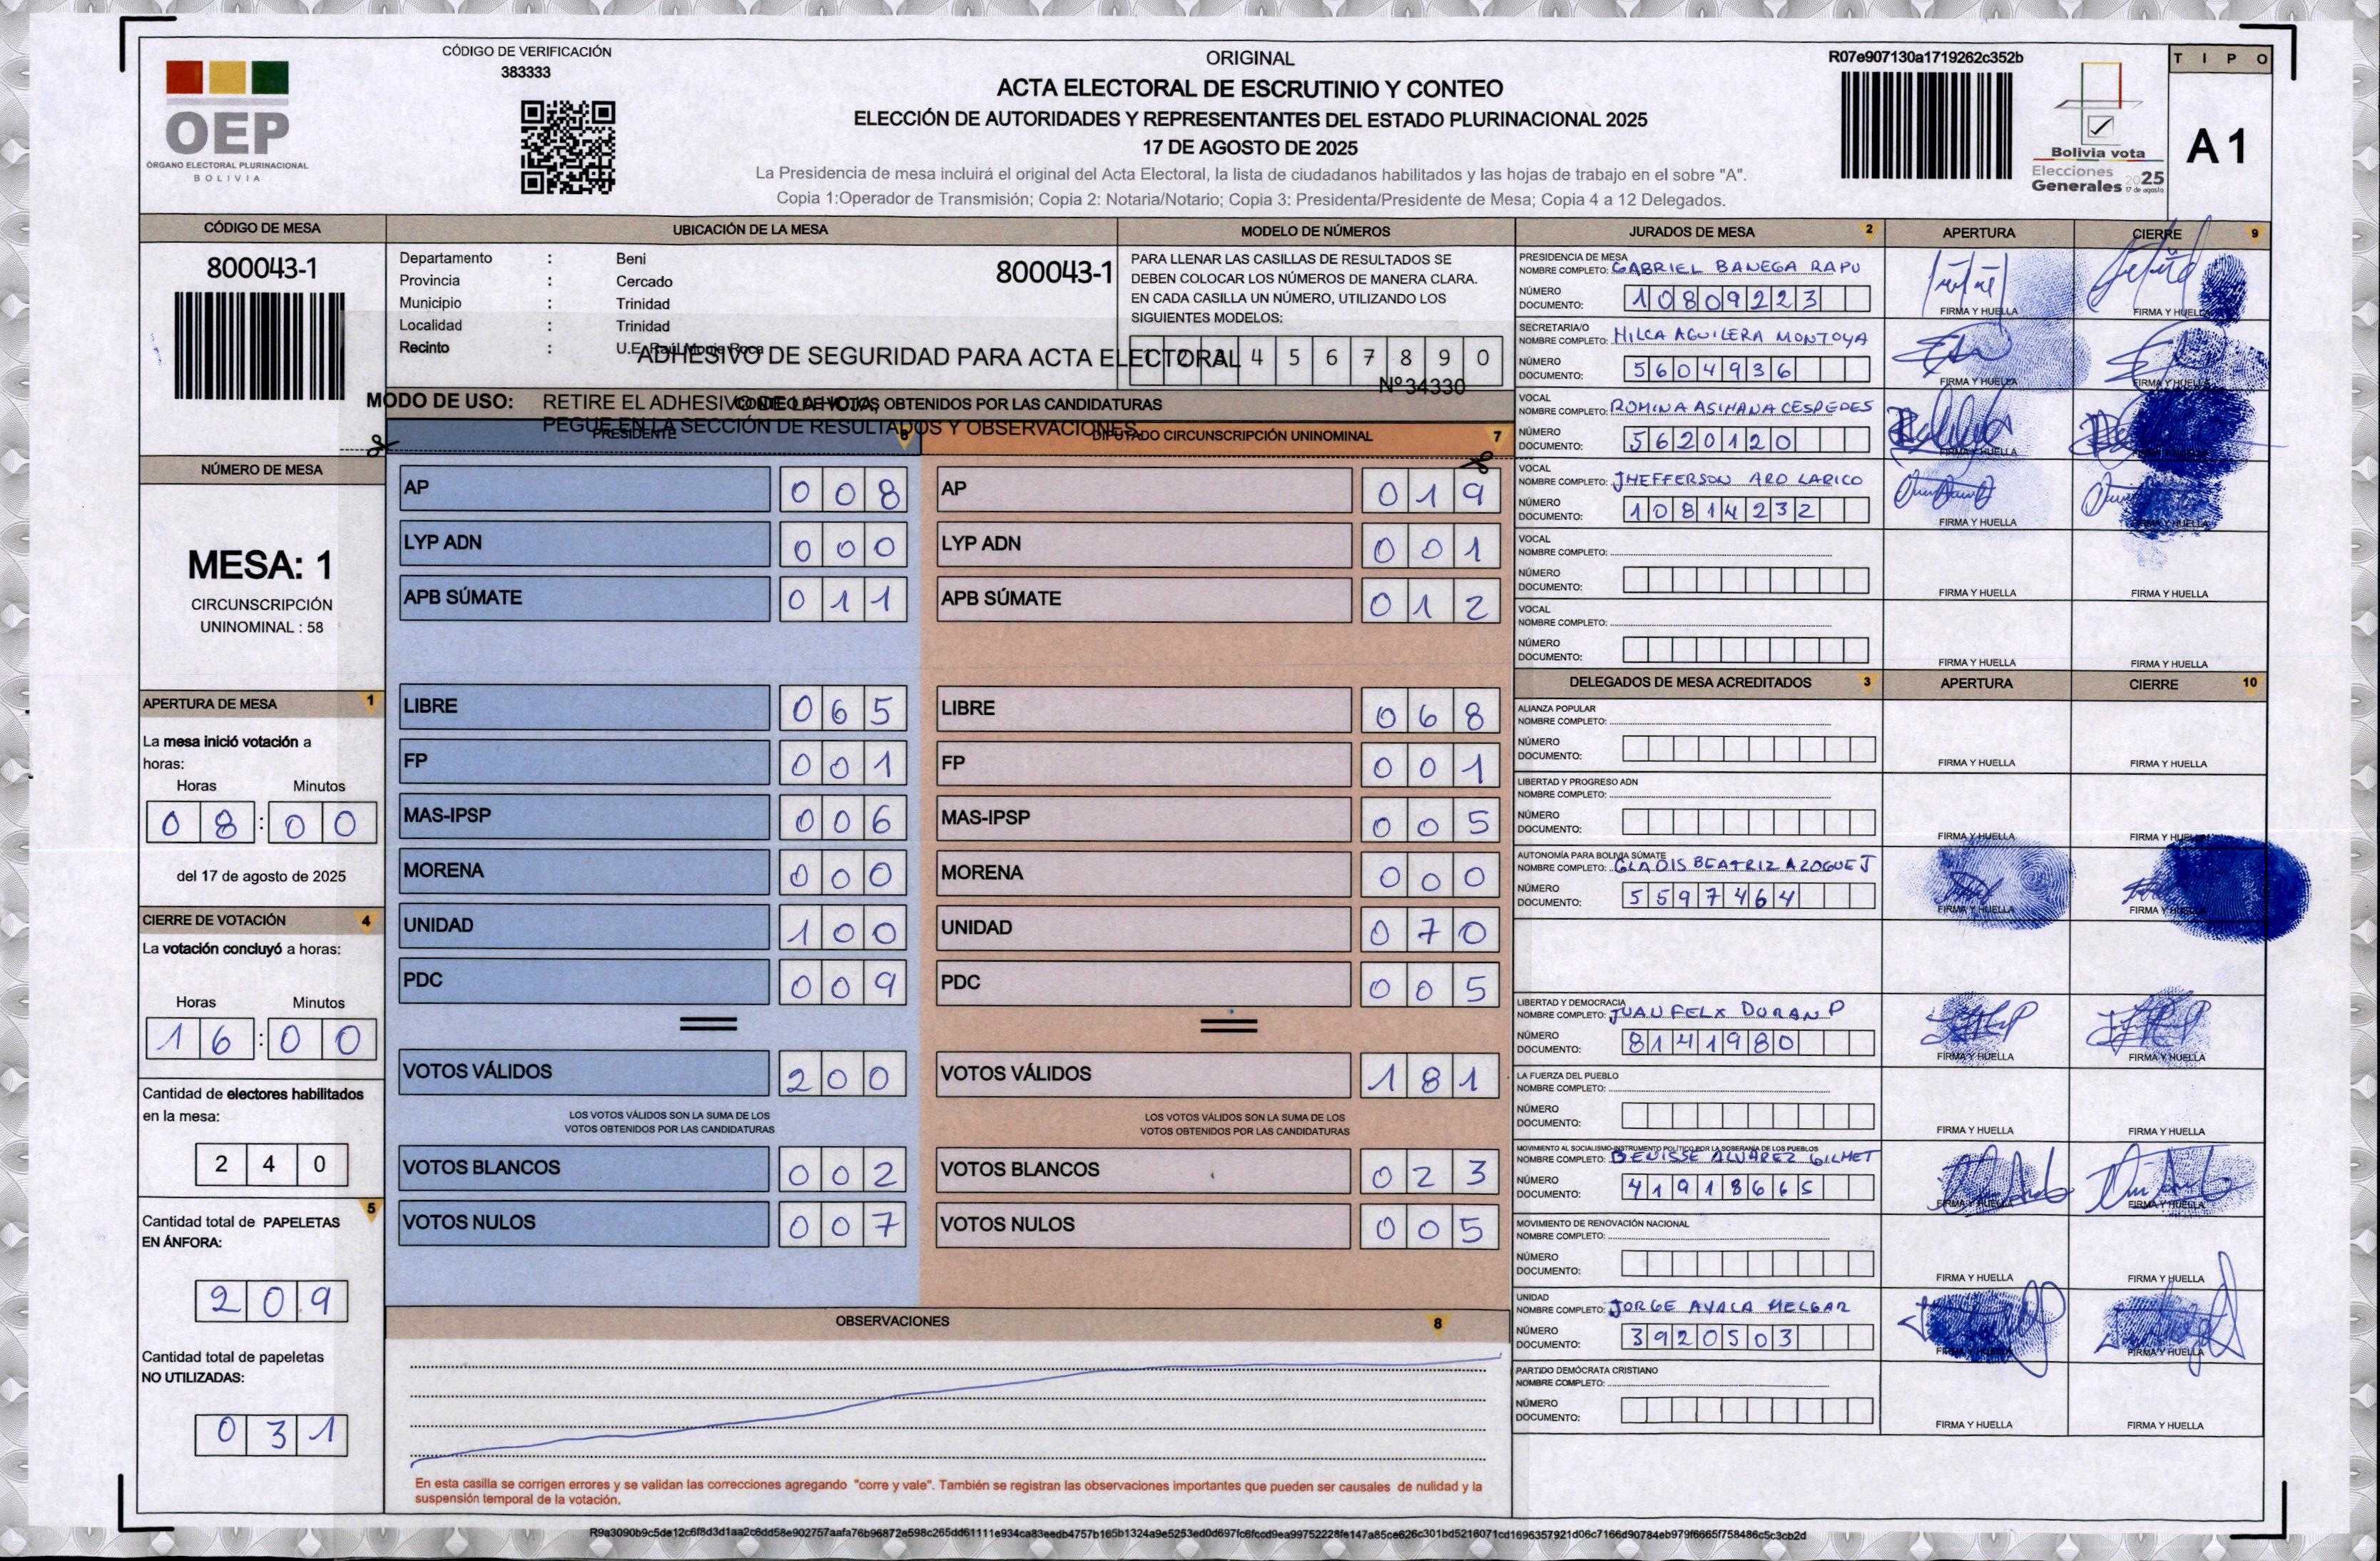 CÓDIGO DE VERIFICACIÓN
383333
OEP
ÓRGANO ELECTORAL PLURINACIONAL
BOLIVIA
ORIGINAL
ACTA ELECTORAL DE ESCRUTINIO Y CONTEO
ELECCIÓN DE AUTORIDADES Y REPRESENTANTES DEL ESTADO PLURINACIONAL 2025
17 DE AGOSTO DE 2025
La Presidencia de mesa incluirá el original del Acta Electoral, la lista de ciudadanos habilitados y las hojas de trabajo en el sobre "A".
Copia 1:Operador de Transmisión; Copia 2: Notaria/Notario; Copia 3: Presidenta/Presidente de Mesa; Copia 4 a 12 Delegados.
R07e907130a1719262c352b
Bolivia vota
Elecciones
Generales 2025
17 de agosto
TIPO
A 1
CÓDIGO DE MESA
800043-1
UBICACIÓN DE LA MESA
Departamento : Beni
Provincia : Cercado
Municipio : Trinidad
Localidad : Trinidad
Recinto : U.E. Raúl Monje Roca
800043-1
MODELO DE NÚMEROS
PARA LLENAR LAS CASILLAS DE RESULTADOS SE
DEBEN COLOCAR LOS NÚMEROS DE MANERA CLARA.
EN CADA CASILLA UN NÚMERO, UTILIZANDO LOS
SIGUIENTES MODELOS:
1 2 3 4 5 6 7 8 9 0
ADHESIVO DE SEGURIDAD PARA ACTA ELECTORAL
Nº 34330
MODO DE USO: RETIRE EL ADHESIVO DE LA HOJA,
PEGUE EN LA SECCIÓN DE RESULTADOS Y OBSERVACIONES
CONTEO DE VOTOS OBTENIDOS POR LAS CANDIDATURAS
NÚMERO DE MESA
MESA: 1
CIRCUNSCRIPCIÓN
UNINOMINAL : 58
APERTURA DE MESA 1
La mesa inició votación a
horas:
Horas Minutos
0 8 : 0 0
del 17 de agosto de 2025
CIERRE DE VOTACIÓN 4
La votación concluyó a horas:
Horas Minutos
1 6 : 0 0
Cantidad de electores habilitados
en la mesa:
2 4 0
5
Cantidad total de PAPELETAS
EN ÁNFORA:
2 0 9
Cantidad total de papeletas
NO UTILIZADAS:
0 3 1
PRESIDENTE 6
AP 0 0 8
LYP ADN 0 0 0
APB SÚMATE 0 1 1
LIBRE 0 6 5
FP 0 0 1
MAS-IPSP 0 0 6
MORENA 0 0 0
UNIDAD 1 0 0
PDC 0 0 9
VOTOS VÁLIDOS 2 0 0
LOS VOTOS VÁLIDOS SON LA SUMA DE LOS
VOTOS OBTENIDOS POR LAS CANDIDATURAS
VOTOS BLANCOS 0 0 2
VOTOS NULOS 0 0 7
DIPUTADO CIRCUNSCRIPCIÓN UNINOMINAL 7
AP 0 1 9
LYP ADN 0 0 1
APB SÚMATE 0 1 2
LIBRE 0 6 8
FP 0 0 1
MAS-IPSP 0 0 5
MORENA 0 0 0
UNIDAD 0 7 0
PDC 0 0 5
VOTOS VÁLIDOS 1 8 1
LOS VOTOS VÁLIDOS SON LA SUMA DE LOS
VOTOS OBTENIDOS POR LAS CANDIDATURAS
VOTOS BLANCOS 0 2 3
VOTOS NULOS 0 0 5
OBSERVACIONES 8
En esta casilla se corrigen errores y se validan las correcciones agregando "corre y vale". También se registran las observaciones importantes que pueden ser causales de nulidad y la
suspensión temporal de la votación.
JURADOS DE MESA 2 APERTURA CIERRE 9
PRESIDENCIA DE MESA
NOMBRE COMPLETO: GABRIEL BANEGA RAPU
NÚMERO
DOCUMENTO: 10809223
FIRMA Y HUELLA FIRMA Y HUELLA
SECRETARIA/O
NOMBRE COMPLETO: HILCA AGUILERA MONTOYA
NÚMERO
DOCUMENTO: 5604936
FIRMA Y HUELLA FIRMA Y HUELLA
VOCAL
NOMBRE COMPLETO: ROMINA ASIHANA CESPEDES
NÚMERO
DOCUMENTO: 5620120
FIRMA Y HUELLA
VOCAL
NOMBRE COMPLETO: JHEFFERSON ARO LARICO
NÚMERO
DOCUMENTO: 10814232
FIRMA Y HUELLA FIRMA Y HUELLA
VOCAL
NOMBRE COMPLETO:
NÚMERO
DOCUMENTO:
FIRMA Y HUELLA FIRMA Y HUELLA
VOCAL
NOMBRE COMPLETO:
NÚMERO
DOCUMENTO:
FIRMA Y HUELLA FIRMA Y HUELLA
DELEGADOS DE MESA ACREDITADOS 3 APERTURA CIERRE 10
ALIANZA POPULAR
NOMBRE COMPLETO:
NÚMERO
DOCUMENTO:
FIRMA Y HUELLA FIRMA Y HUELLA
LIBERTAD Y PROGRESO ADN
NOMBRE COMPLETO:
NÚMERO
DOCUMENTO:
FIRMA Y HUELLA FIRMA Y HUELLA
AUTONOMÍA PARA BOLIVIA SÚMATE
NOMBRE COMPLETO: GLADIS BEATRIZ AZOGUE J
NÚMERO
DOCUMENTO: 5597464
FIRMA Y HUELLA FIRMA Y HUELLA
LIBERTAD Y DEMOCRACIA
NOMBRE COMPLETO: JUAN FELX DURAN P
NÚMERO
DOCUMENTO: 8141980
FIRMA Y HUELLA FIRMA Y HUELLA
LA FUERZA DEL PUEBLO
NOMBRE COMPLETO:
NÚMERO
DOCUMENTO:
FIRMA Y HUELLA FIRMA Y HUELLA
MOVIMIENTO AL SOCIALISMO-INSTRUMENTO POLÍTICO POR LA SOBERANÍA DE LOS PUEBLOS
NOMBRE COMPLETO: DENISSE ALVAREZ GILMET
NÚMERO
DOCUMENTO: 41918665
FIRMA Y HUELLA FIRMA Y HUELLA
MOVIMIENTO DE RENOVACIÓN NACIONAL
NOMBRE COMPLETO:
NÚMERO
DOCUMENTO:
FIRMA Y HUELLA FIRMA Y HUELLA
UNIDAD
NOMBRE COMPLETO: JORGE AYALA MELGAR
NÚMERO
DOCUMENTO: 3920503
FIRMA Y HUELLA FIRMA Y HUELLA
PARTIDO DEMÓCRATA CRISTIANO
NOMBRE COMPLETO:
NÚMERO
DOCUMENTO:
FIRMA Y HUELLA FIRMA Y HUELLA